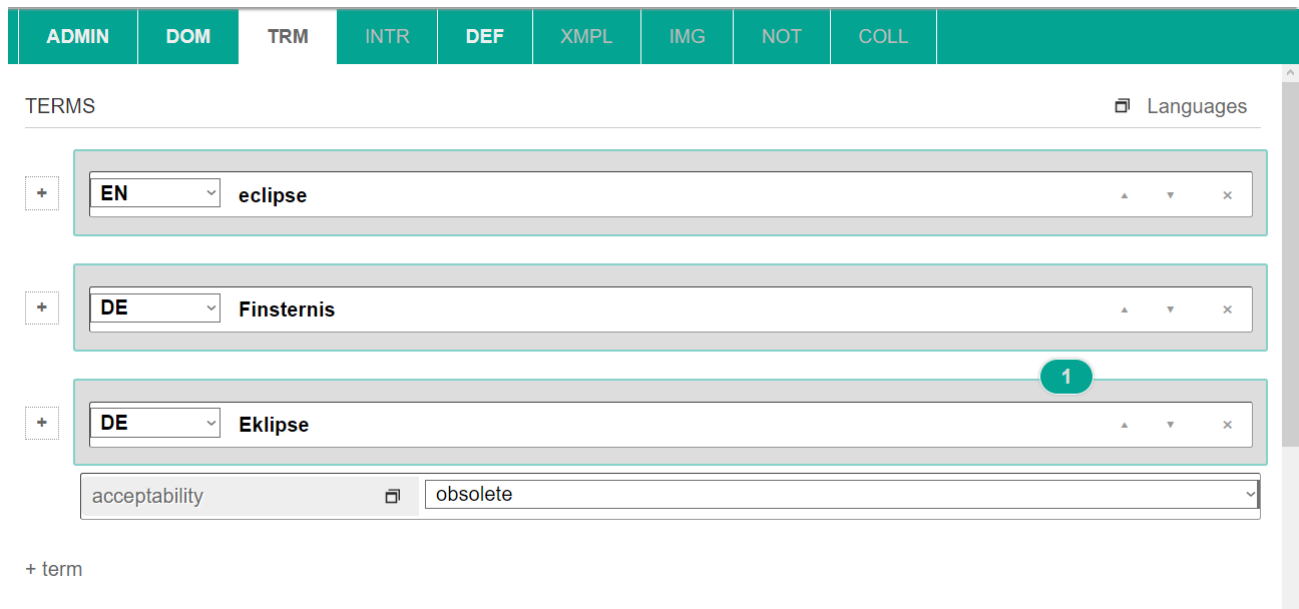 ADMIN DOM TRM INTR DEF XMPL IMG NOT COLL
TERMS Languages
+ EN eclipse
+ DE Finsternis
1
+ DE Eklipse
acceptability obsolete
+ term